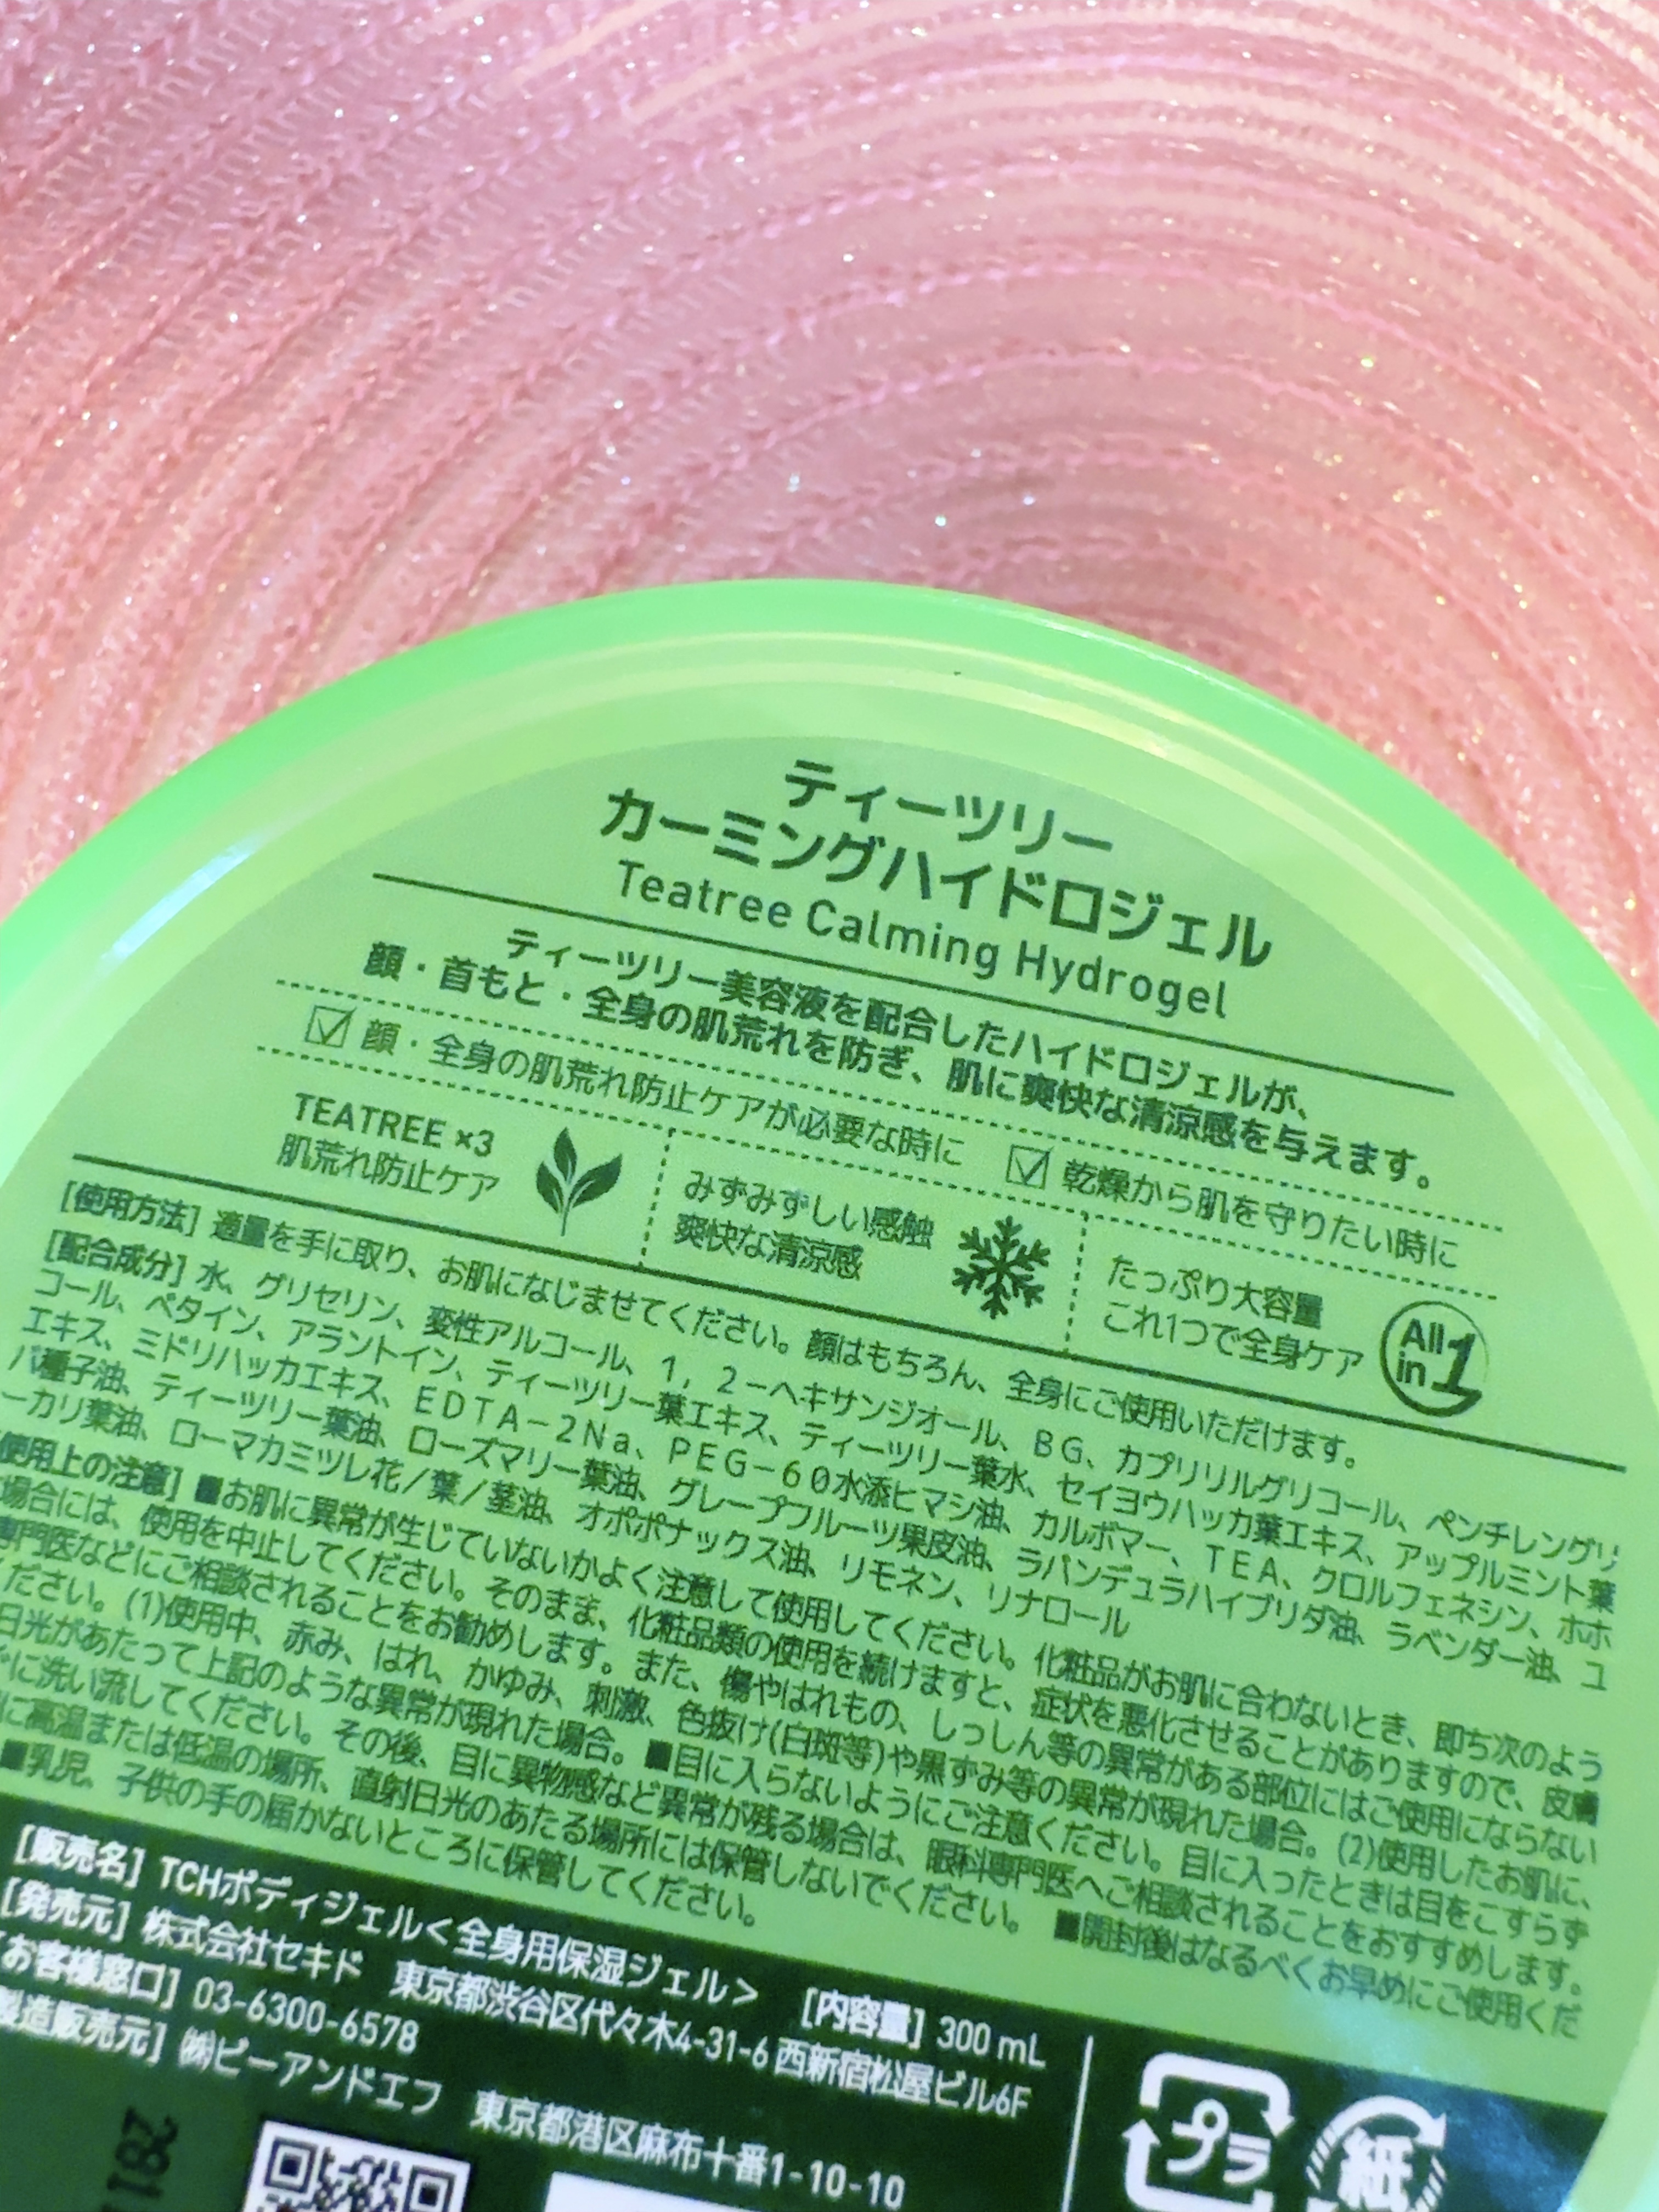 ティーツリー
カーミングハイドロジェル
Teatree Calming Hydrogel
ティーツリー美容液を配合したハイドロジェルが、
顔・首もと・全身の肌荒れを防ぎ、肌に爽快な清涼感を与えます。
顔・全身の肌荒れ防止ケアが必要な時に 乾燥から肌を守りたい時に
TEATREE ×3
肌荒れ防止ケア
みずみずしい感触
爽快な清涼感
たっぷり大容量
これ1つで全身ケア
All
in 1
[使用方法] 適量を手に取り、お肌になじませてください。顔はもちろん、全身にご使用いただけます。
[配合成分] 水、グリセリン、変性アルコール、1，2－ヘキサンジオール、BG、カプリリルグリコール、ペンチレングリ
コール、ベタイン、アラントイン、ティーツリー葉エキス、ティーツリー葉水、セイヨウハッカ葉エキス、アップルミント葉
エキス、ミドリハッカエキス、EDTA－2Na、PEG－60水添ヒマシ油、カルボマー、TEA、クロルフェネシン、ホホ
バ種子油、ティーツリー葉油、ローズマリー葉油、グレープフルーツ果皮油、ラバンデュラハイブリダ油、ラベンダー油、ユ
ーカリ葉油、ローマカミツレ花／葉／茎油、オポポナックス油、リモネン、リナロール
使用上の注意] ■お肌に異常が生じていないかよく注意して使用してください。化粧品がお肌に合わないとき、即ち次のよう
場合には、使用を中止してください。そのまま、化粧品類の使用を続けますと、症状を悪化させることがありますので、皮膚
専門医などにご相談されることをお勧めします。また、傷やはれもの、しっしん等の異常がある部位にはご使用にならない
ださい。(1)使用中、赤み、はれ、かゆみ、刺激、色抜け(白斑等)や黒ずみ等の異常が現れた場合。(2)使用したお肌に、
日光があたって上記のような異常が現れた場合。■目に入らないようにご注意ください。目に入ったときは目をこすらず
に洗い流してください。その後、目に異物感など異常が残る場合は、眼科専門医へご相談されることをおすすめします。
に高温または低温の場所、直射日光のあたる場所には保管しないでください。 ■開封後はなるべくお早めにご使用くだ
■乳児、子供の手の届かないところに保管してください。
[販売名] TCHボディジェル＜全身用保湿ジェル＞ [内容量] 300 mL
[発売元] 株式会社セキド 東京都渋谷区代々木4-31-6 西新宿松屋ビル6F
[お客様窓口] 03-6300-6578
製造販売元] ㈱ピーアンドエフ 東京都港区麻布十番1-10-10
プラ
紙